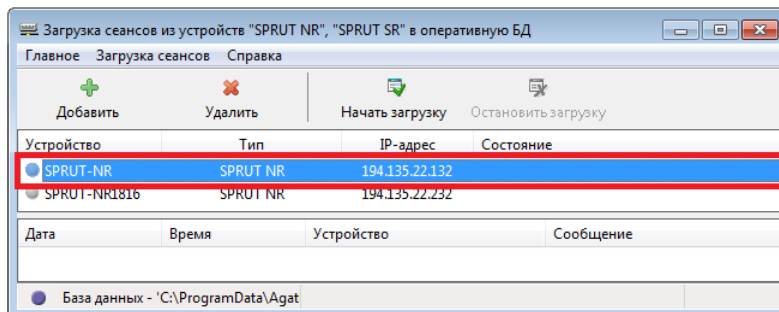 Загрузка сеансов из устройств "SPRUT NR", "SPRUT SR" в оперативную БД
Главное Загрузка сеансов Справка
Добавить Удалить Начать загрузку Остановить загрузку
Устройство Тип IP-адрес Состояние
SPRUT-NR SPRUT NR 194.135.22.132
SPRUT-NR1816 SPRUT NR 194.135.22.232
Дата Время Устройство Сообщение
База данных - 'C:\ProgramData\Agat